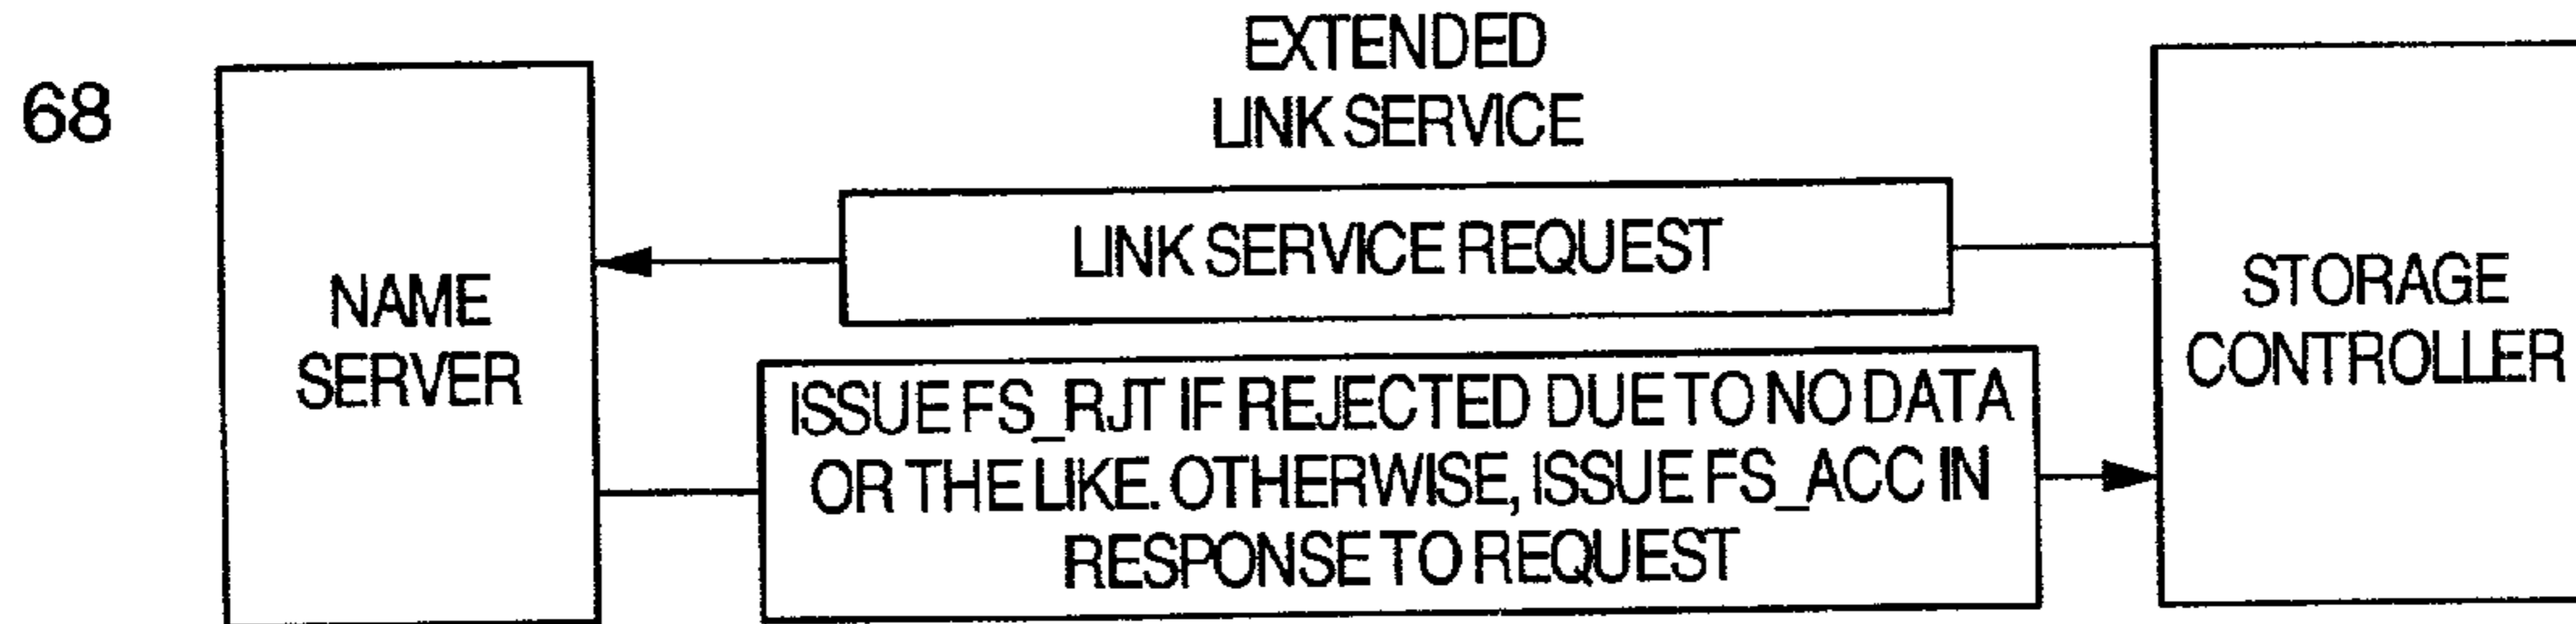 68
EXTENDED
LINK SERVICE
NAME
SERVER
LINK SERVICE REQUEST
ISSUE FS_RJT IF REJECTED DUE TO NO DATA
OR THE LIKE. OTHERWISE, ISSUE FS_ACC IN
RESPONSE TO REQUEST
STORAGE
CONTROLLER